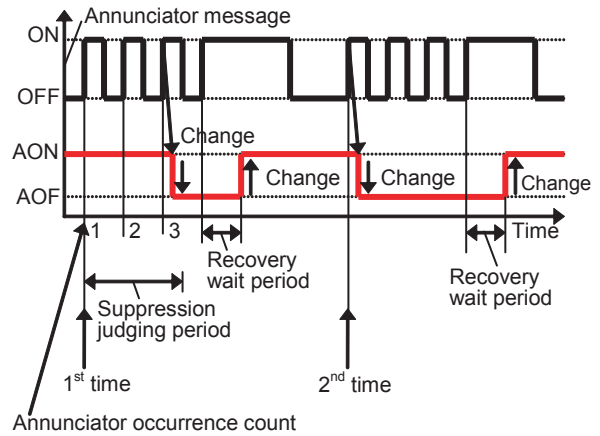 Annunciator message
ON
OFF
Change
AON
Change
Change
Change
AOF
1 2 3
Time
Recovery
wait period
Recovery
wait period
Suppression
judging period
1st time
2nd time
Annunciator occurrence count